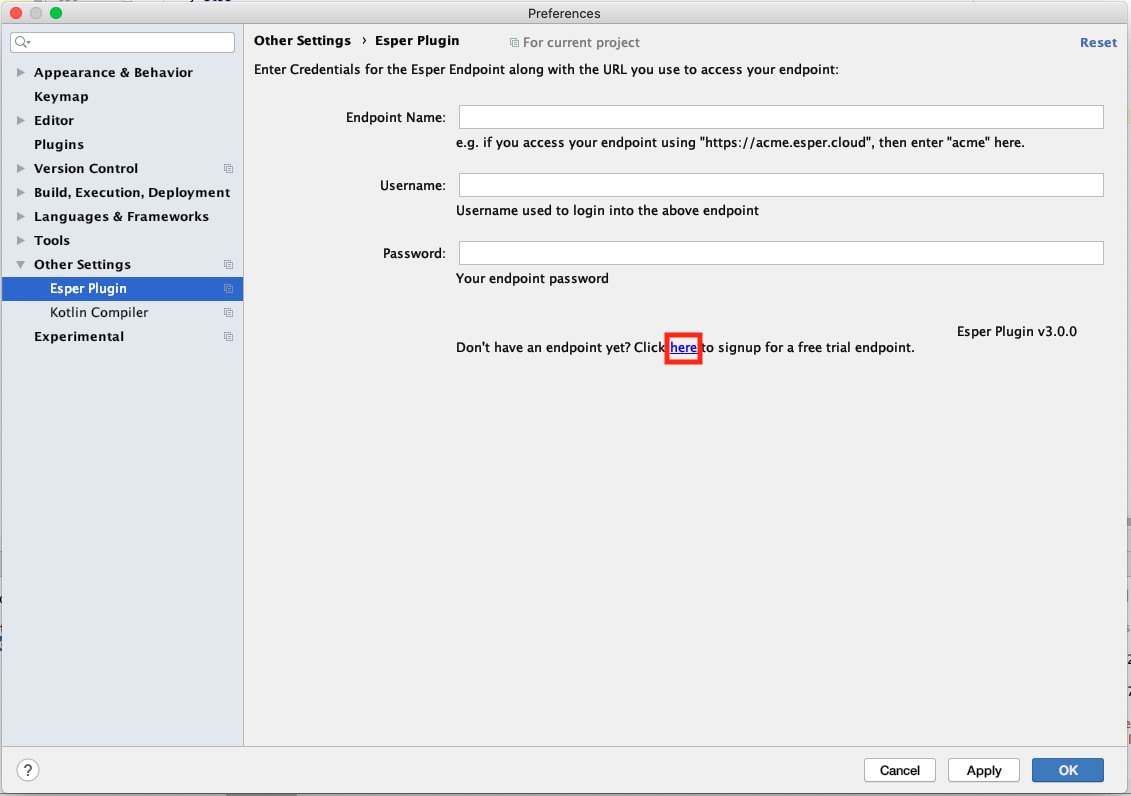 Preferences
Other Settings › Esper Plugin For current project Reset
Appearance & Behavior
Keymap
Editor
Plugins
Version Control
Build, Execution, Deployment
Languages & Frameworks
Tools
Other Settings
Esper Plugin
Kotlin Compiler
Experimental
Enter Credentials for the Esper Endpoint along with the URL you use to access your endpoint:
Endpoint Name:
e.g. if you access your endpoint using "https://acme.esper.cloud", then enter "acme" here.
Username:
Username used to login into the above endpoint
Password:
Your endpoint password
Esper Plugin v3.0.0
Don't have an endpoint yet? Click here to signup for a free trial endpoint.
?
Cancel Apply OK